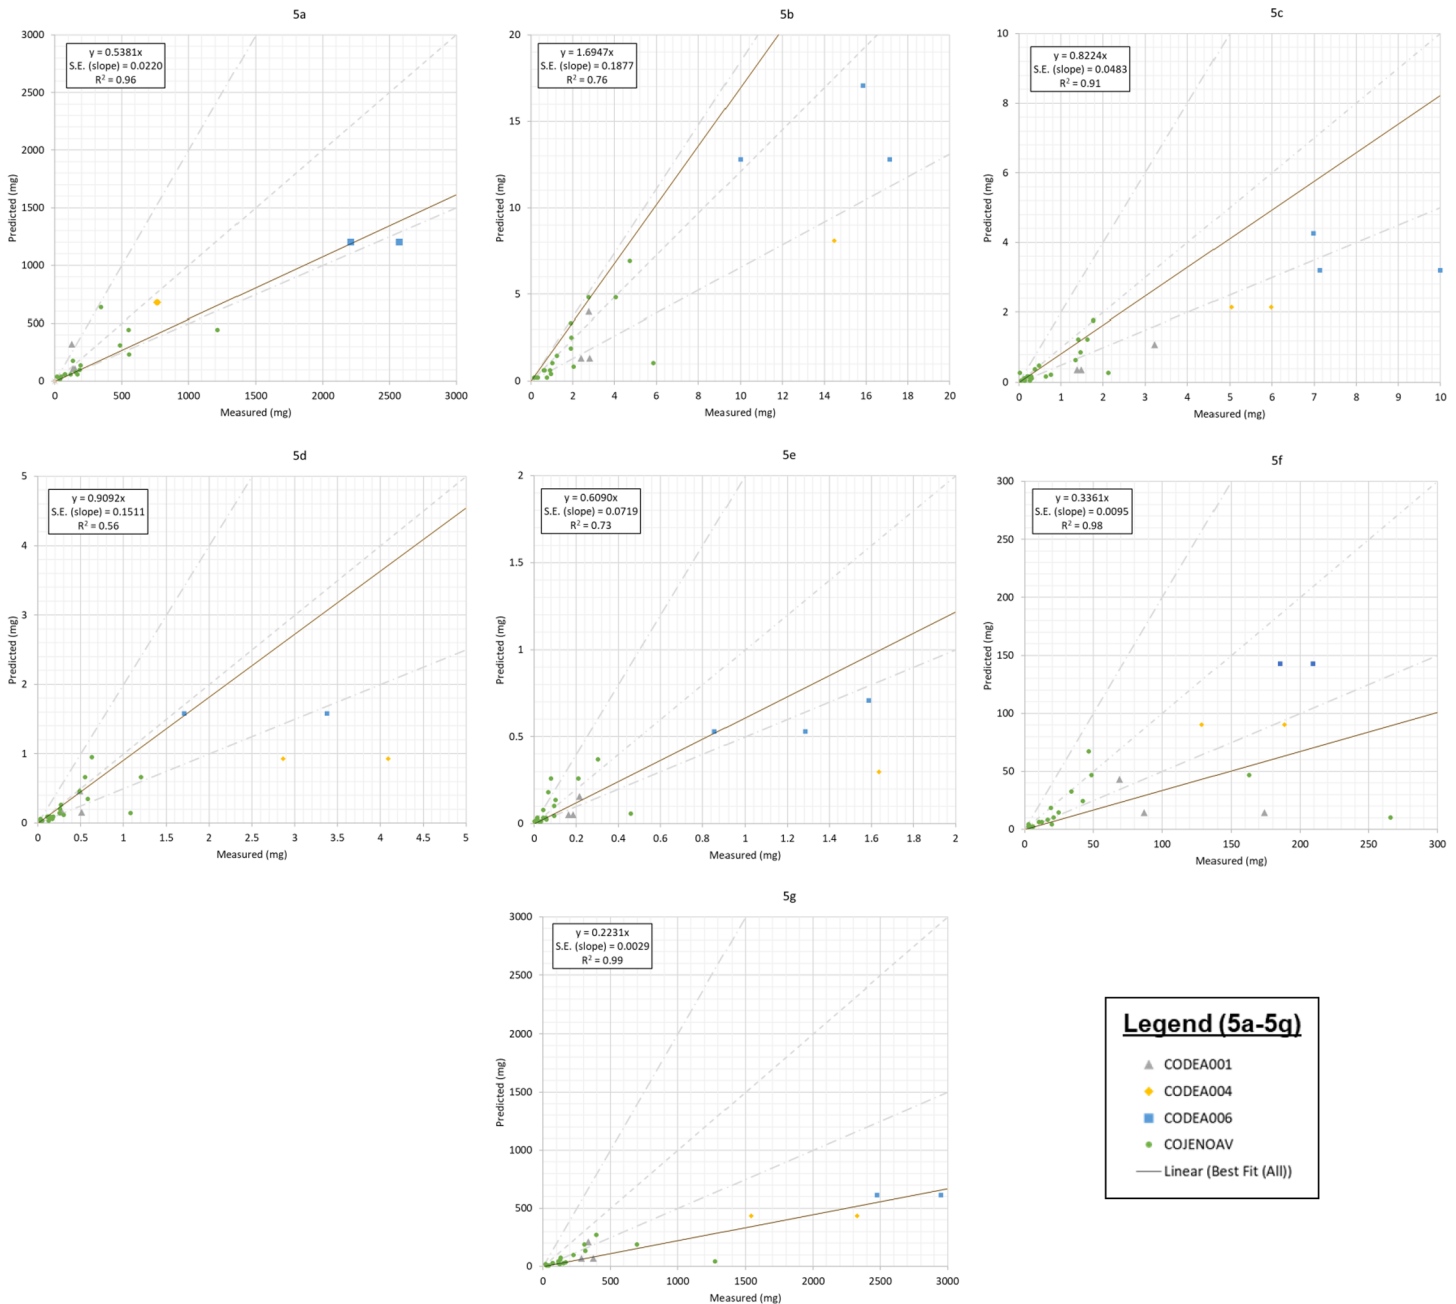 5a
3000
2500
2000
1500
1000
500
0
y = 0.5381x
S.E. (slope) = 0.0220
R² = 0.96
Predicted (mg)
0 500 1000 1500 2000 2500 3000
Measured (mg)
5b
20
15
10
5
0
y = 1.6947x
S.E. (slope) = 0.1877
R² = 0.76
Predicted (mg)
0 2 4 6 8 10 12 14 16 18 20
Measured (mg)
5c
10
8
6
4
2
0
y = 0.8224x
S.E. (slope) = 0.0483
R² = 0.91
Predicted (mg)
0 1 2 3 4 5 6 7 8 9 10
Measured (mg)
5d
5
4
3
2
1
0
y = 0.9092x
S.E. (slope) = 0.1511
R² = 0.56
Predicted (mg)
0 0.5 1 1.5 2 2.5 3 3.5 4 4.5 5
Measured (mg)
5e
2
1.5
1
0.5
0
y = 0.6090x
S.E. (slope) = 0.0719
R² = 0.73
Predicted (mg)
0 0.2 0.4 0.6 0.8 1 1.2 1.4 1.6 1.8 2
Measured (mg)
5f
300
250
200
150
100
50
0
y = 0.3361x
S.E. (slope) = 0.0095
R² = 0.98
Predicted (mg)
0 50 100 150 200 250 300
Measured (mg)
5g
3000
2500
2000
1500
1000
500
0
y = 0.2231x
S.E. (slope) = 0.0029
R² = 0.99
Predicted (mg)
0 500 1000 1500 2000 2500 3000
Measured (mg)
Legend (5a-5g)
CODEA001
CODEA004
CODEA006
COJENOAV
Linear (Best Fit (All))